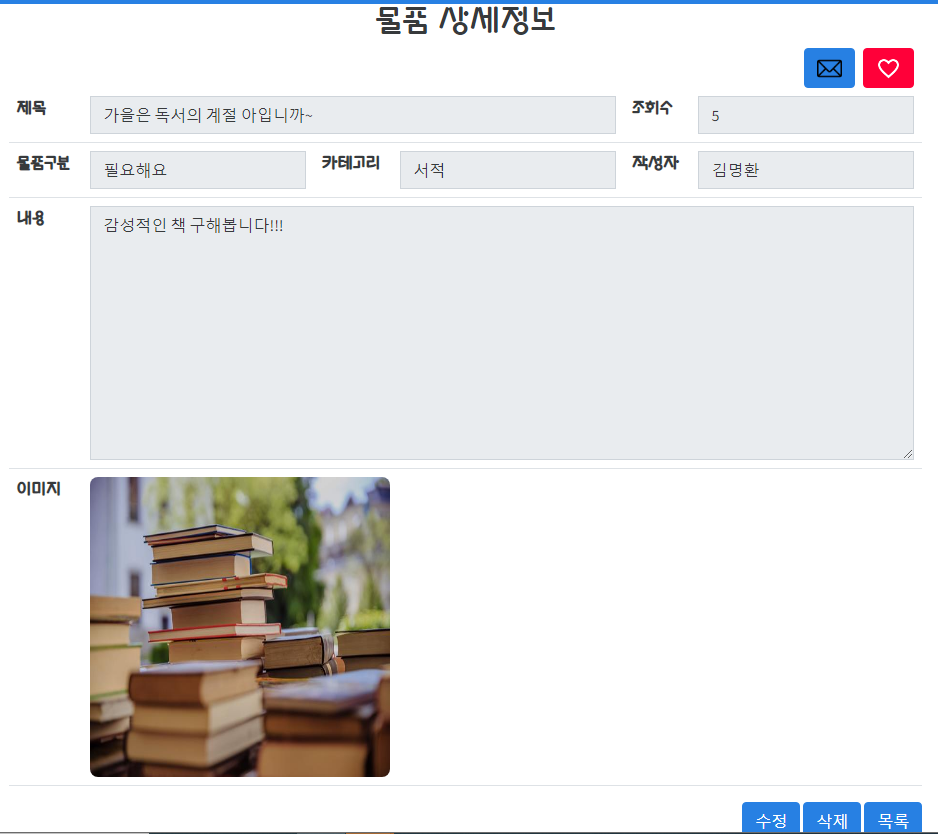 물품 상세정보
제목 가을은 독서의 계절 아입니까~ 조회수 5
물품구분 필요해요 카테고리 서적 작성자 김명환
내용 감성적인 책 구해봅니다!!!
이미지
수정 삭제 목록